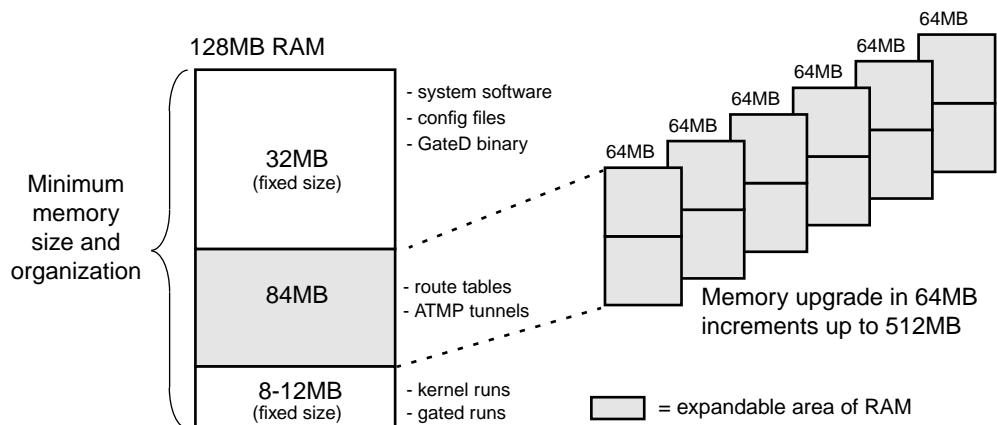 128MB RAM
Minimum
memory
size and
organization
32MB
(fixed size)
- system software
- config files
- GateD binary
84MB
- route tables
- ATMP tunnels
8-12MB
(fixed size)
- kernel runs
- gated runs
64MB
64MB
64MB
64MB
64MB
64MB
Memory upgrade in 64MB
increments up to 512MB
= expandable area of RAM